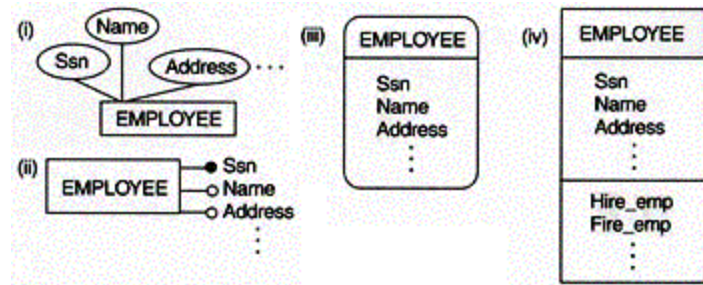 (i)
Name
Ssn
Address . . .
EMPLOYEE
(ii)
EMPLOYEE
Ssn
Name
Address
(iii)
EMPLOYEE
Ssn
Name
Address
(iv)
EMPLOYEE
Ssn
Name
Address
Hire_emp
Fire_emp